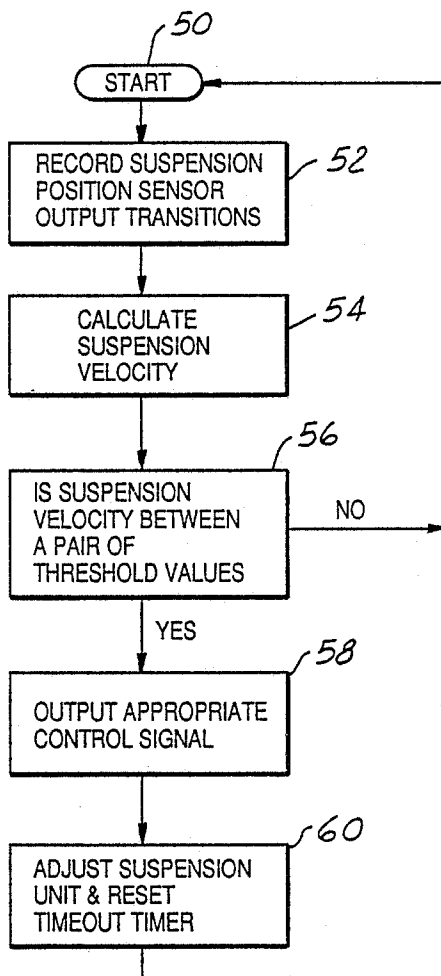 50
START
RECORD SUSPENSION
POSITION SENSOR
OUTPUT TRANSITIONS
52
CALCULATE
SUSPENSION
VELOCITY
54
56
IS SUSPENSION
VELOCITY BETWEEN
A PAIR OF
THRESHOLD VALUES
NO
YES
58
OUTPUT APPROPRIATE
CONTROL SIGNAL
60
ADJUST SUSPENSION
UNIT & RESET
TIMEOUT TIMER